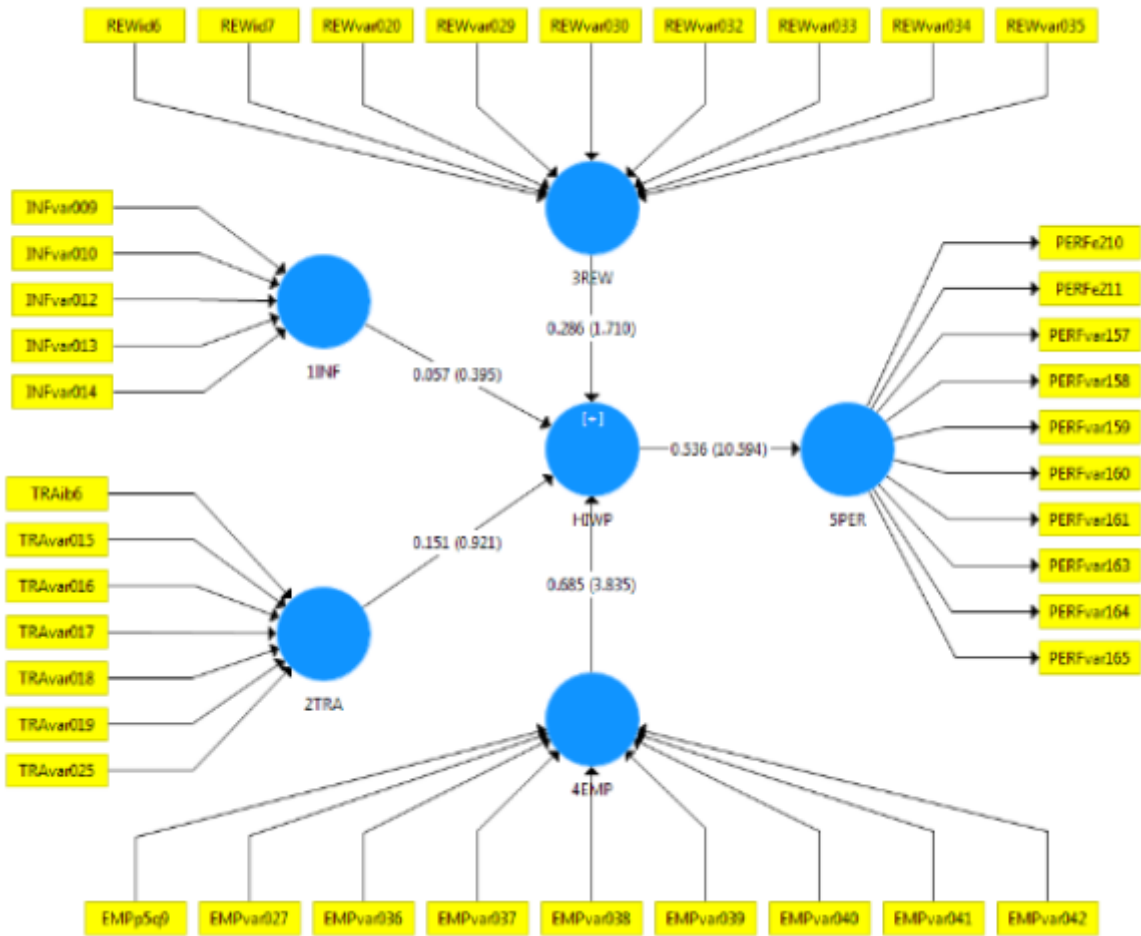 REWid6
REWid7
REWvar020
REWvar029
REWvar030
REWvar032
REWvar033
REWvar034
REWvar035
INFvar009
INFvar010
INFvar012
INFvar013
INFvar014
1INF
3REW
0.286 (1.710)
0.057 (0.395)
[+]
HIWP
0.536 (10.594)
5PER
PERFe210
PERFe211
PERFvar157
PERFvar158
PERFvar159
PERFvar160
PERFvar161
PERFvar163
PERFvar164
PERFvar165
TRAib6
TRAvar015
TRAvar016
TRAvar017
TRAvar018
TRAvar019
TRAvar025
2TRA
0.151 (0.921)
0.685 (3.835)
4EMP
EMPp5q9
EMPvar027
EMPvar036
EMPvar037
EMPvar038
EMPvar039
EMPvar040
EMPvar041
EMPvar042